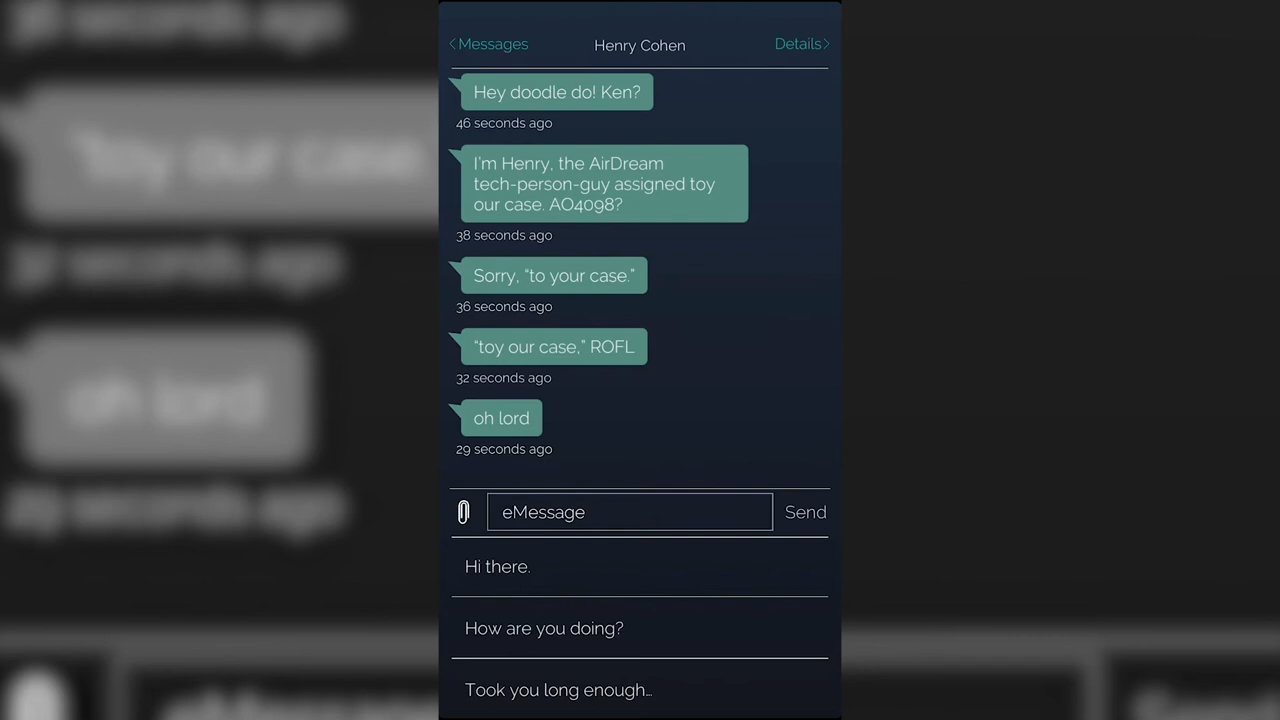 Messages
Henry Cohen
Details
Hey doodle do! Ken?
46 seconds ago
I'm Henry, the AirDream
tech-person-guy assigned toy
our case. AO4098?
38 seconds ago
Sorry, “to your case.”
36 seconds ago
“toy our case,” ROFL
32 seconds ago
oh lord
29 seconds ago
eMessage
Send
Hi there.
How are you doing?
Took you long enough…